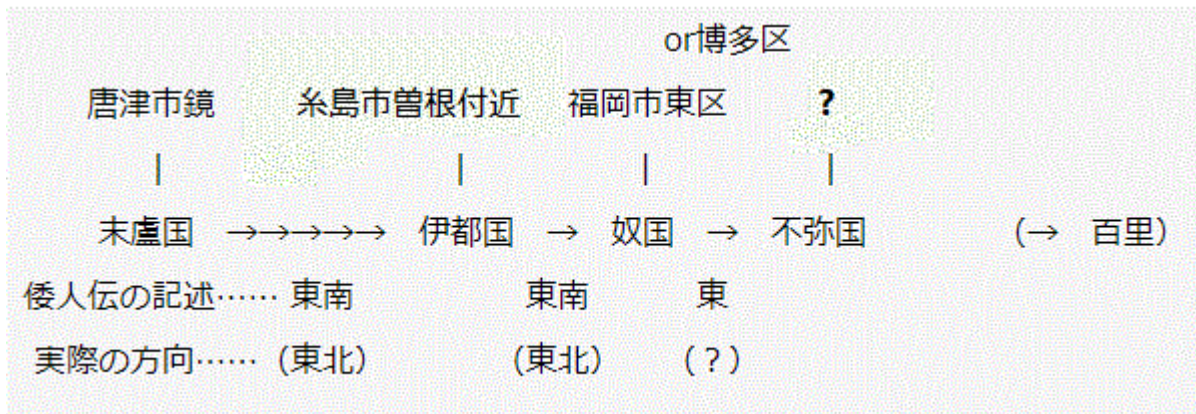 or博多区
唐津市鏡 糸島市曽根付近 福岡市東区 ?
| | | |
末盧国 →→→→→ 伊都国 → 奴国 → 不弥国 (→ 百里)
倭人伝の記述…… 東南 東南 東
実際の方向…… (東北) (東北) (?)